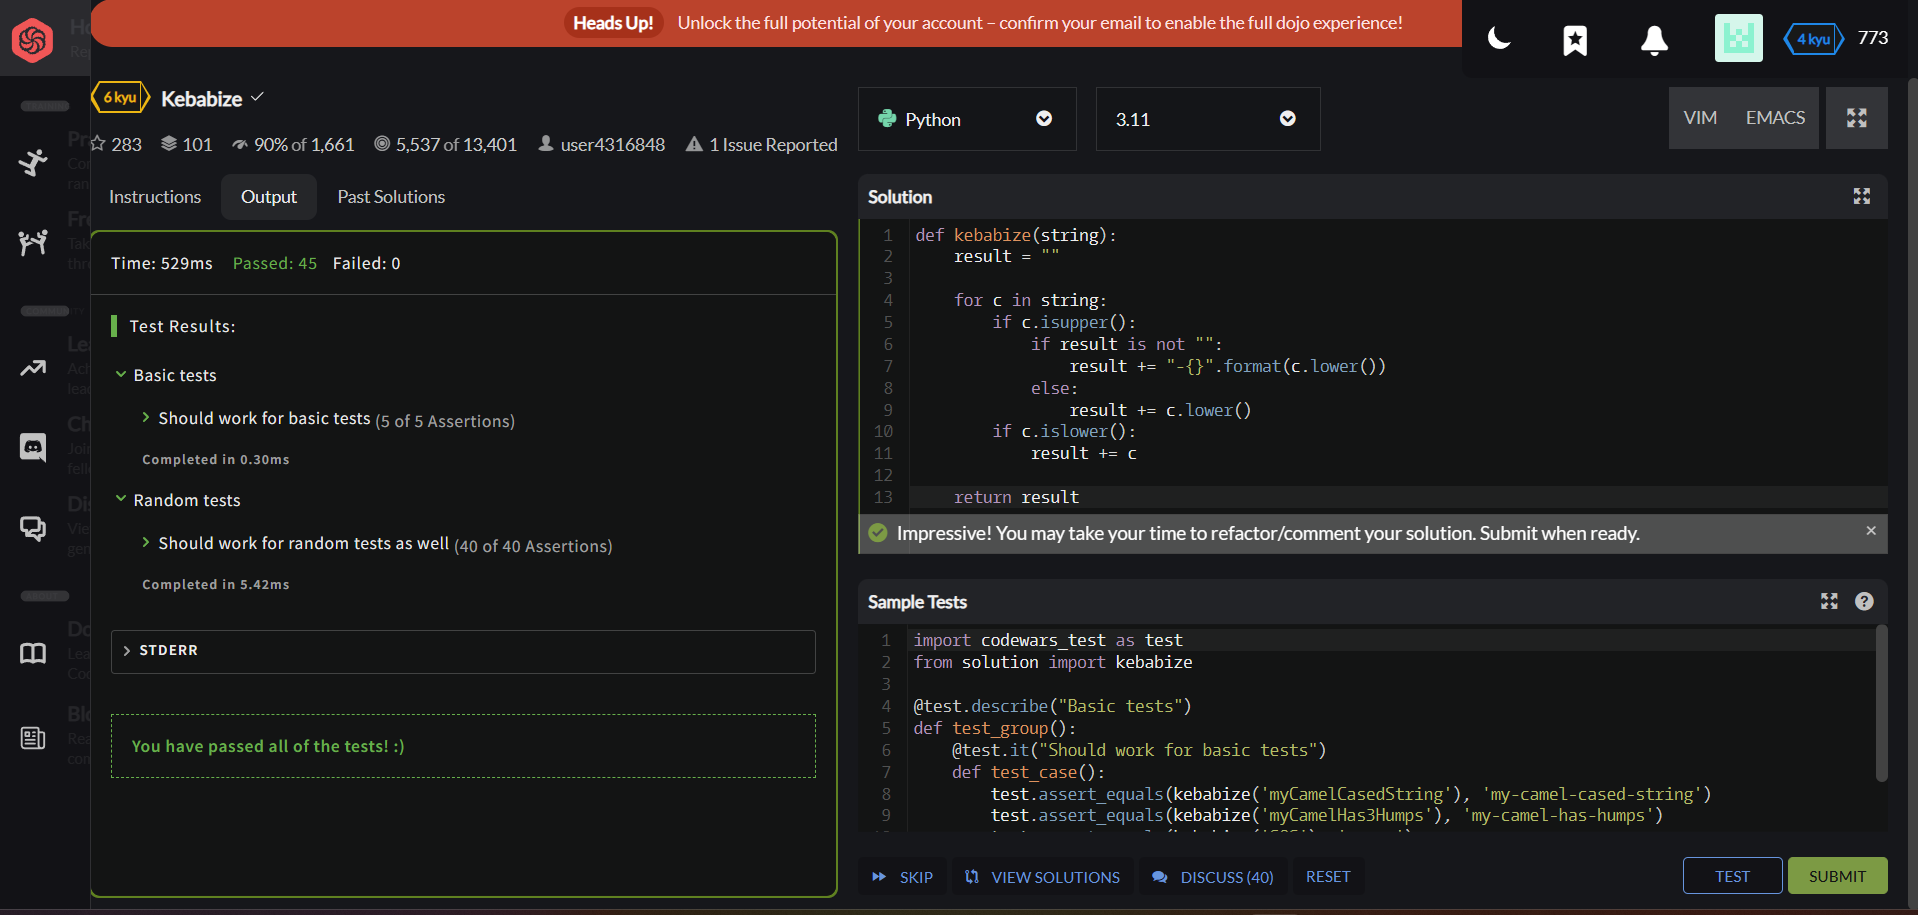 Heads Up! Unlock the full potential of your account – confirm your email to enable the full dojo experience!
4 kyu 773
6 kyu Kebabize
283 101 90% of 1,661 5,537 of 13,401 user4316848 1 Issue Reported
Instructions Output Past Solutions
Time: 529ms Passed: 45 Failed: 0
Test Results:
Basic tests
Should work for basic tests (5 of 5 Assertions)
Completed in 0.30ms
Random tests
Should work for random tests as well (40 of 40 Assertions)
Completed in 5.42ms
STDERR
You have passed all of the tests! :)
Python 3.11 VIM EMACS
Solution
1 def kebabize(string):
2 result = ""
3
4 for c in string:
5 if c.isupper():
6 if result is not "":
7 result += "-{}".format(c.lower())
8 else:
9 result += c.lower()
10 if c.islower():
11 result += c
12
13 return result
Impressive! You may take your time to refactor/comment your solution. Submit when ready.
Sample Tests
1 import codewars_test as test
2 from solution import kebabize
3
4 @test.describe("Basic tests")
5 def test_group():
6 @test.it("Should work for basic tests")
7 def test_case():
8 test.assert_equals(kebabize('myCamelCasedString'), 'my-camel-cased-string')
9 test.assert_equals(kebabize('myCamelHas3Humps'), 'my-camel-has-humps')
SKIP VIEW SOLUTIONS DISCUSS (40) RESET TEST SUBMIT